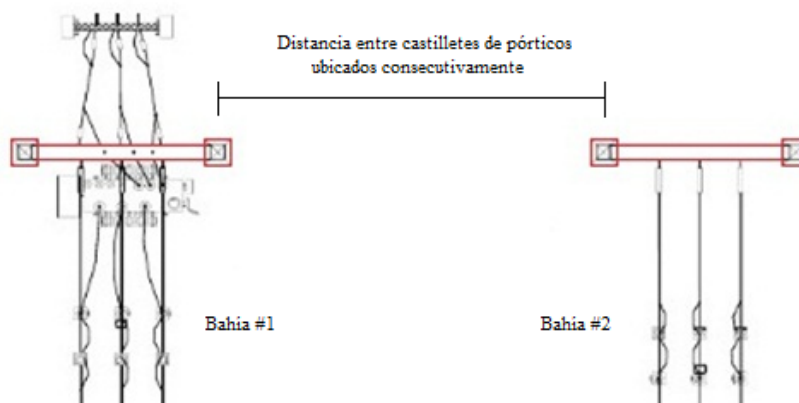 Distancia entre castilletes de pórticos
ubicados consecutivamente
Bahía #1
Bahía #2